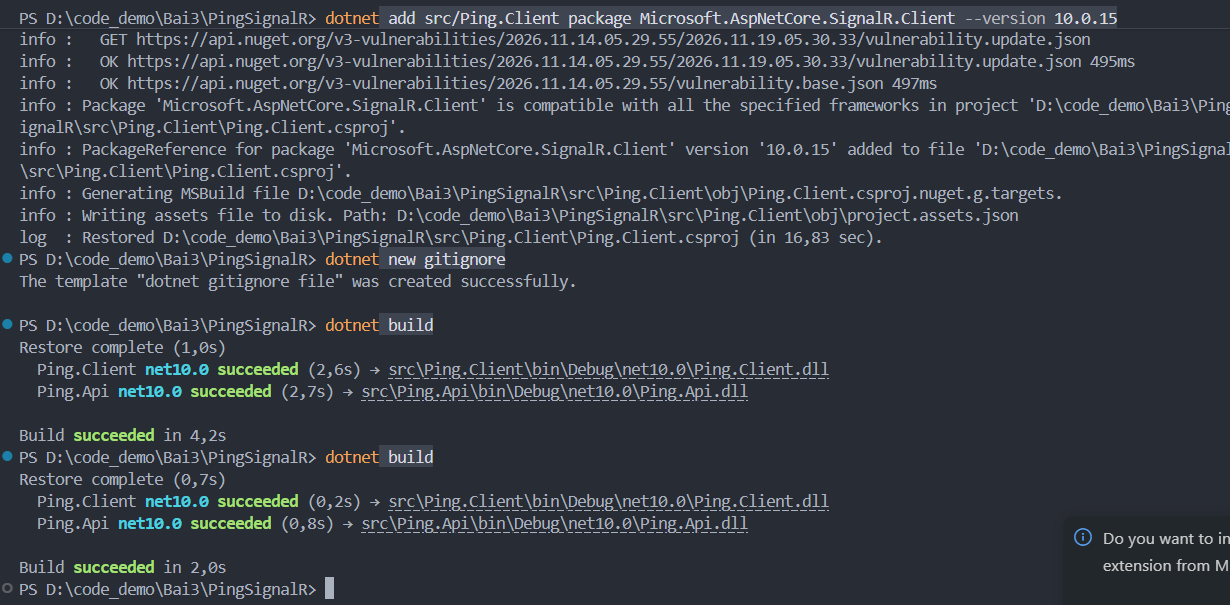 PS D:\code_demo\Bai3\PingSignalR> dotnet add src/Ping.Client package Microsoft.AspNetCore.SignalR.Client --version 10.0.15
info :   GET https://api.nuget.org/v3-vulnerabilities/2026.11.14.05.29.55/2026.11.19.05.30.33/vulnerability.update.json
info :   OK https://api.nuget.org/v3-vulnerabilities/2026.11.14.05.29.55/2026.11.19.05.30.33/vulnerability.update.json 495ms
info :   OK https://api.nuget.org/v3-vulnerabilities/2026.11.14.05.29.55/vulnerability.base.json 497ms
info : Package 'Microsoft.AspNetCore.SignalR.Client' is compatible with all the specified frameworks in project 'D:\code_demo\Bai3\Ping
ignalR\src\Ping.Client\Ping.Client.csproj'.
info : PackageReference for package 'Microsoft.AspNetCore.SignalR.Client' version '10.0.15' added to file 'D:\code_demo\Bai3\PingSignal
\src\Ping.Client\Ping.Client.csproj'.
info : Generating MSBuild file D:\code_demo\Bai3\PingSignalR\src\Ping.Client\obj\Ping.Client.csproj.nuget.g.targets.
info : Writing assets file to disk. Path: D:\code_demo\Bai3\PingSignalR\src\Ping.Client\obj\project.assets.json
log  : Restored D:\code_demo\Bai3\PingSignalR\src\Ping.Client\Ping.Client.csproj (in 16,83 sec).
PS D:\code_demo\Bai3\PingSignalR> dotnet new gitignore
The template "dotnet gitignore file" was created successfully.
PS D:\code_demo\Bai3\PingSignalR> dotnet build
Restore complete (1,0s)
  Ping.Client net10.0 succeeded (2,6s) → src\Ping.Client\bin\Debug\net10.0\Ping.Client.dll
  Ping.Api net10.0 succeeded (2,7s) → src\Ping.Api\bin\Debug\net10.0\Ping.Api.dll
Build succeeded in 4,2s
PS D:\code_demo\Bai3\PingSignalR> dotnet build
Restore complete (0,7s)
  Ping.Client net10.0 succeeded (0,2s) → src\Ping.Client\bin\Debug\net10.0\Ping.Client.dll
  Ping.Api net10.0 succeeded (0,8s) → src\Ping.Api\bin\Debug\net10.0\Ping.Api.dll
Build succeeded in 2,0s
PS D:\code_demo\Bai3\PingSignalR>
Do you want to in
extension from M